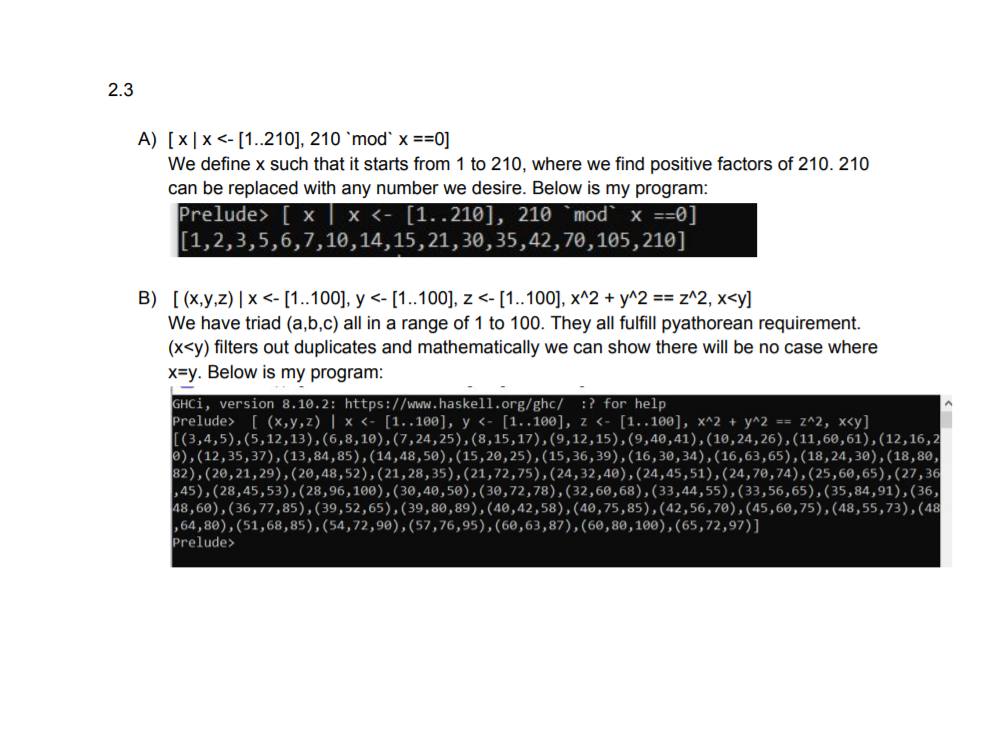 2.3
A) [ x | x <- [1..210], 210 `mod` x ==0]
We define x such that it starts from 1 to 210, where we find positive factors of 210. 210
can be replaced with any number we desire. Below is my program:
Prelude> [ x | x <- [1..210], 210 `mod` x ==0]
[1,2,3,5,6,7,10,14,15,21,30,35,42,70,105,210]
B) [ (x,y,z) | x <- [1..100], y <- [1..100], z <- [1..100], x^2 + y^2 == z^2, x<y]
We have triad (a,b,c) all in a range of 1 to 100. They all fulfill pyathorean requirement.
(x<y) filters out duplicates and mathematically we can show there will be no case where
x=y. Below is my program:
GHCi, version 8.10.2: https://www.haskell.org/ghc/  :? for help
Prelude>  [ (x,y,z) | x <- [1..100], y <- [1..100], z <- [1..100], x^2 + y^2 == z^2, x<y]
[(3,4,5),(5,12,13),(6,8,10),(7,24,25),(8,15,17),(9,12,15),(9,40,41),(10,24,26),(11,60,61),(12,16,2
0),(12,35,37),(13,84,85),(14,48,50),(15,20,25),(15,36,39),(16,30,34),(16,63,65),(18,24,30),(18,80,
82),(20,21,29),(20,48,52),(21,28,35),(21,72,75),(24,32,40),(24,45,51),(24,70,74),(25,60,65),(27,36
,45),(28,45,53),(28,96,100),(30,40,50),(30,72,78),(32,60,68),(33,44,55),(33,56,65),(35,84,91),(36,
48,60),(36,77,85),(39,52,65),(39,80,89),(40,42,58),(40,75,85),(42,56,70),(45,60,75),(48,55,73),(48
,64,80),(51,68,85),(54,72,90),(57,76,95),(60,63,87),(60,80,100),(65,72,97)]
Prelude>